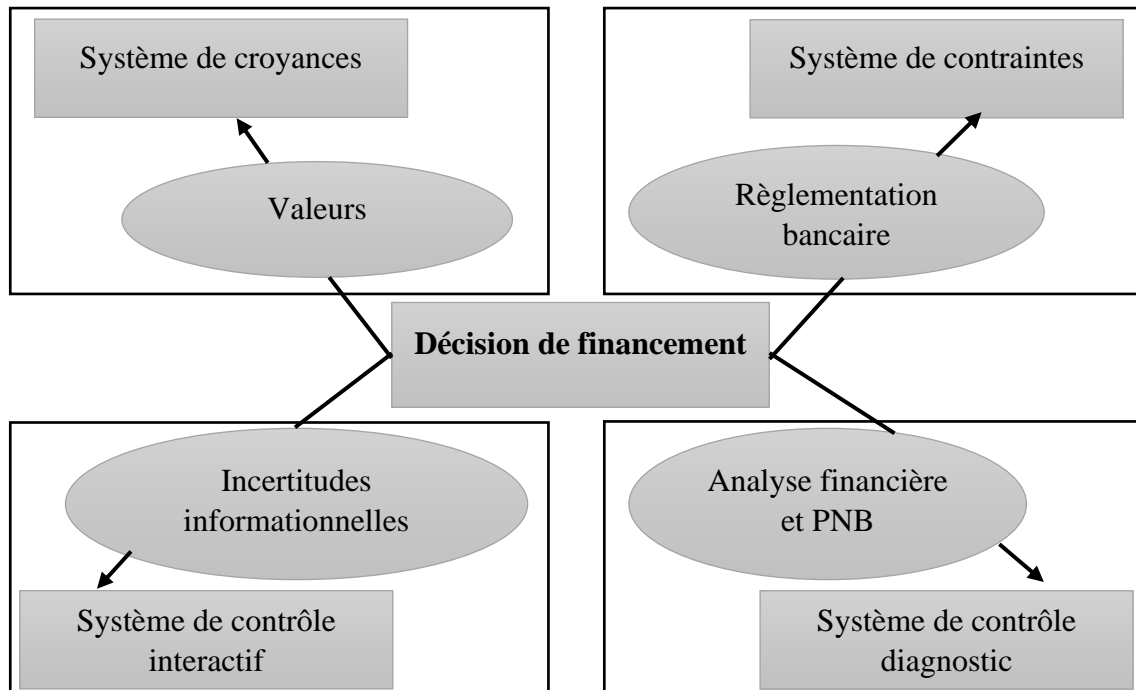 Système de croyances
Système de contraintes
Valeurs
Règlementation
bancaire
Décision de financement
Incertitudes
informationnelles
Analyse financière
et PNB
Système de contrôle
interactif
Système de contrôle
diagnostic